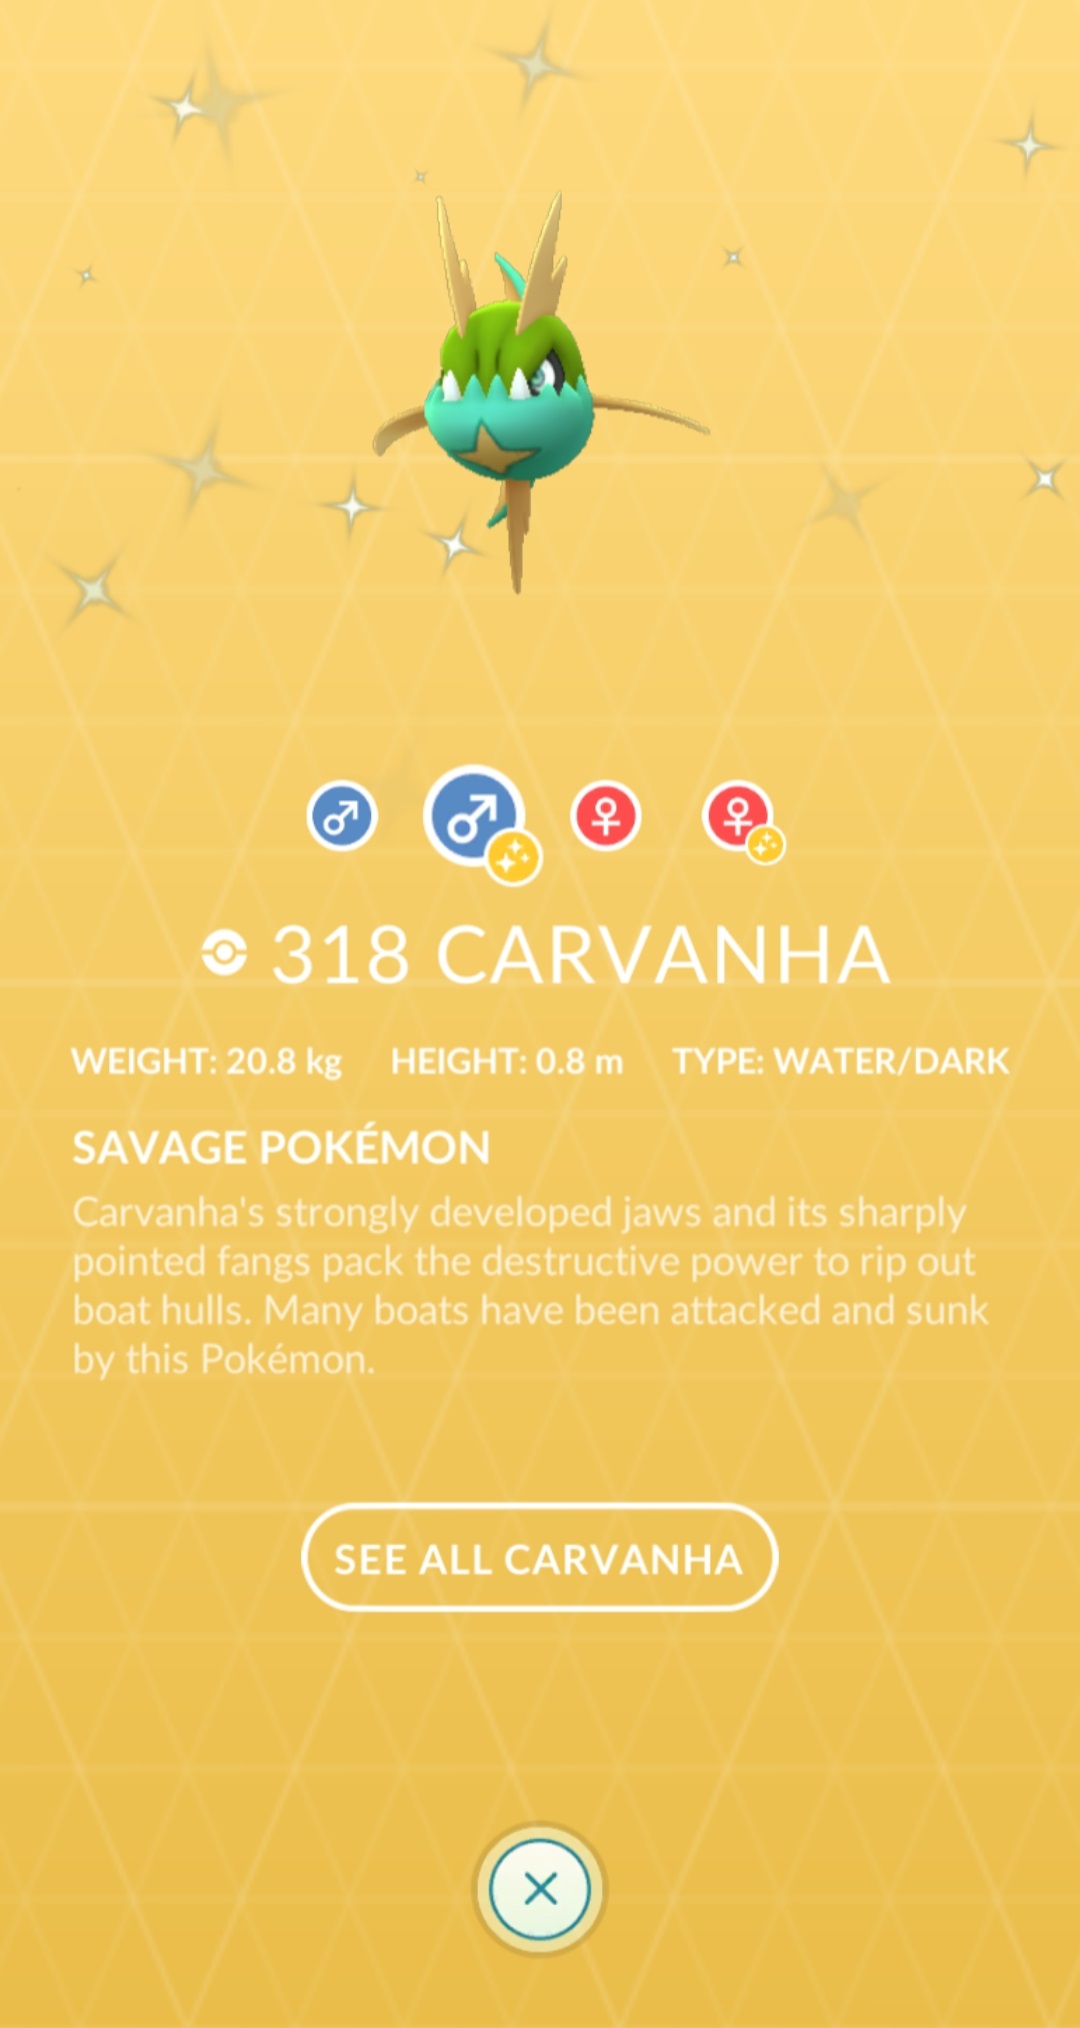 318 CARVANHA
WEIGHT: 20.8 kg HEIGHT: 0.8 m TYPE: WATER/DARK
SAVAGE POKÉMON
Carvanha's strongly developed jaws and its sharply
pointed fangs pack the destructive power to rip out
boat hulls. Many boats have been attacked and sunk
by this Pokémon.
SEE ALL CARVANHA